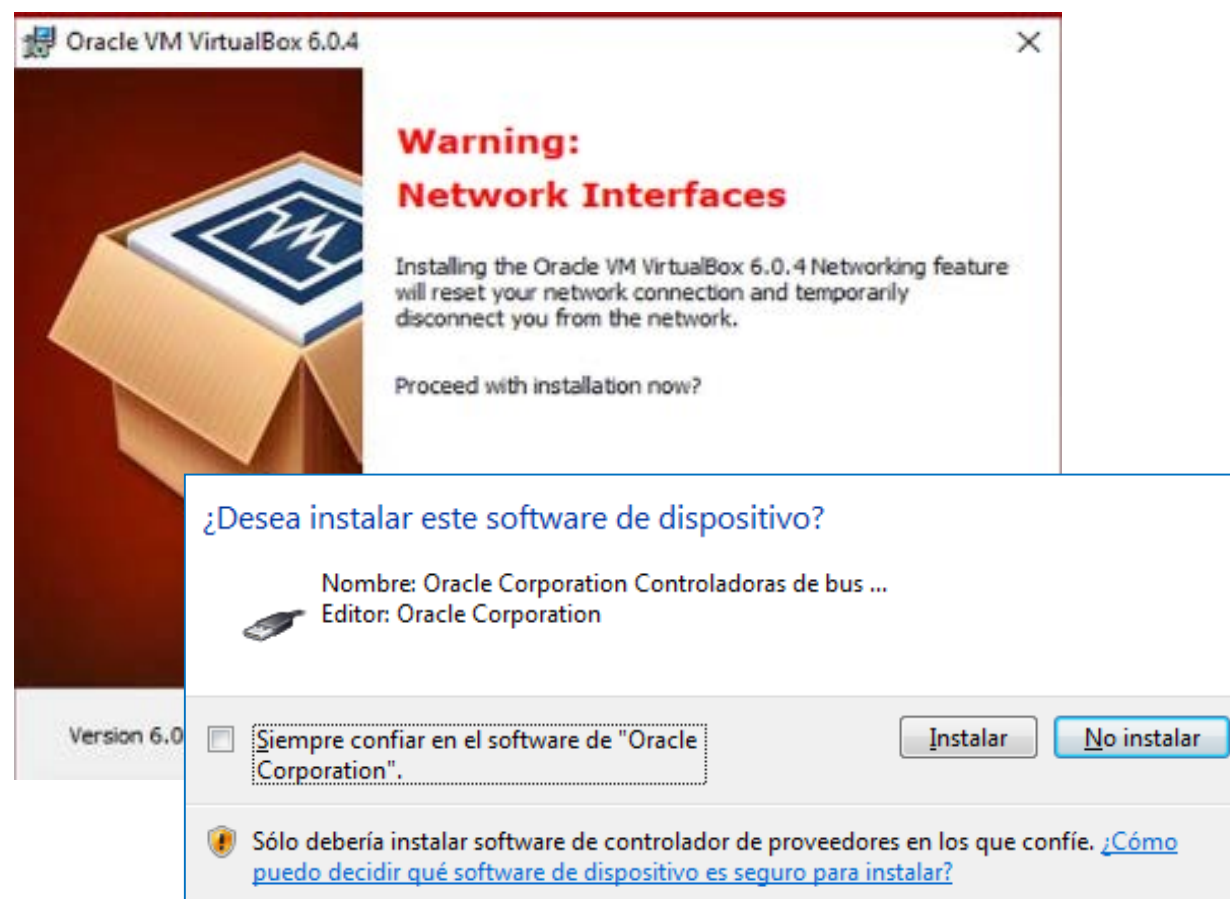 Oracle VM VirtualBox 6.0.4
Warning:
Network Interfaces
Installing the Oracle VM VirtualBox 6.0.4 Networking feature
will reset your network connection and temporarily
disconnect you from the network.
Proceed with installation now?
Version 6.0
¿Desea instalar este software de dispositivo?
Nombre: Oracle Corporation Controladoras de bus ...
Editor: Oracle Corporation
Siempre confiar en el software de "Oracle
Corporation".
Instalar
No instalar
Sólo debería instalar software de controlador de proveedores en los que confíe. ¿Cómo
puedo decidir qué software de dispositivo es seguro para instalar?